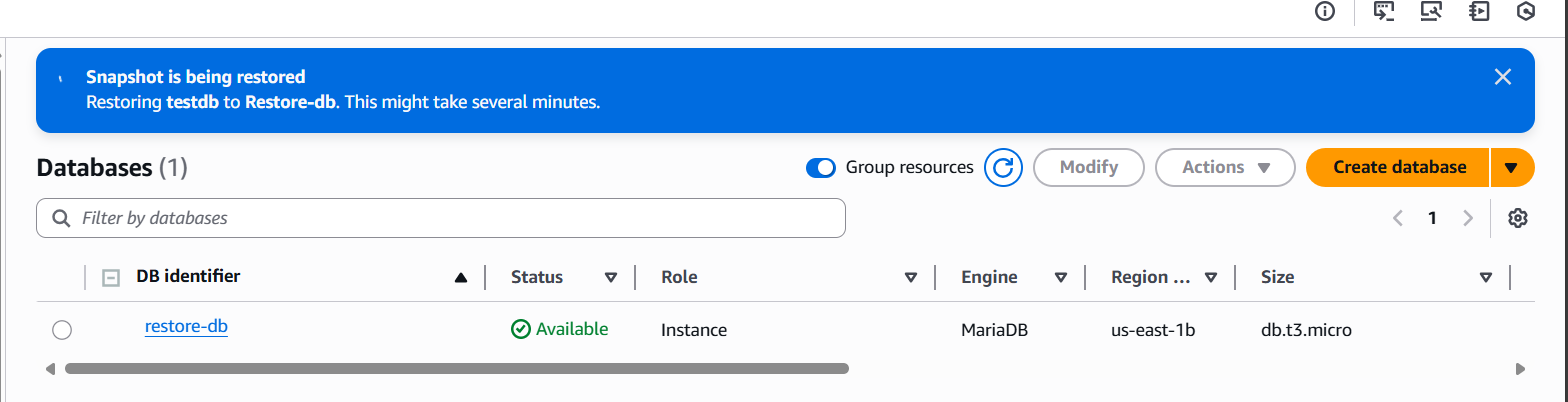 Snapshot is being restored
Restoring testdb to Restore-db. This might take several minutes.
Databases (1)
Group resources
Modify
Actions
Create database
Filter by databases
1
DB identifier Status Role Engine Region ... Size
restore-db Available Instance MariaDB us-east-1b db.t3.micro